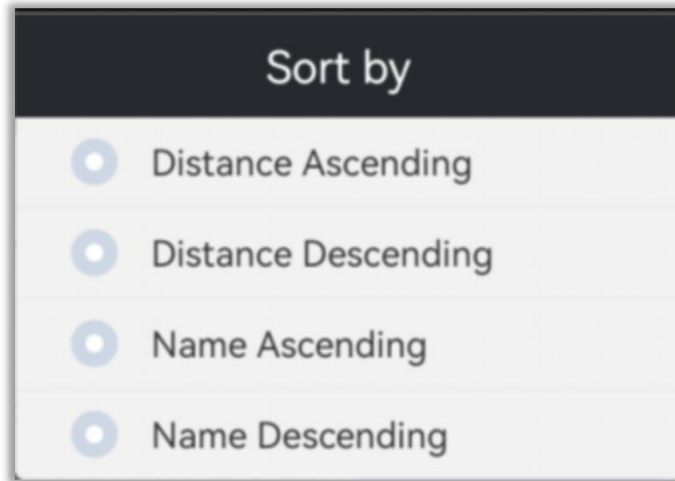 Sort by
Distance Ascending
Distance Descending
Name Ascending
Name Descending